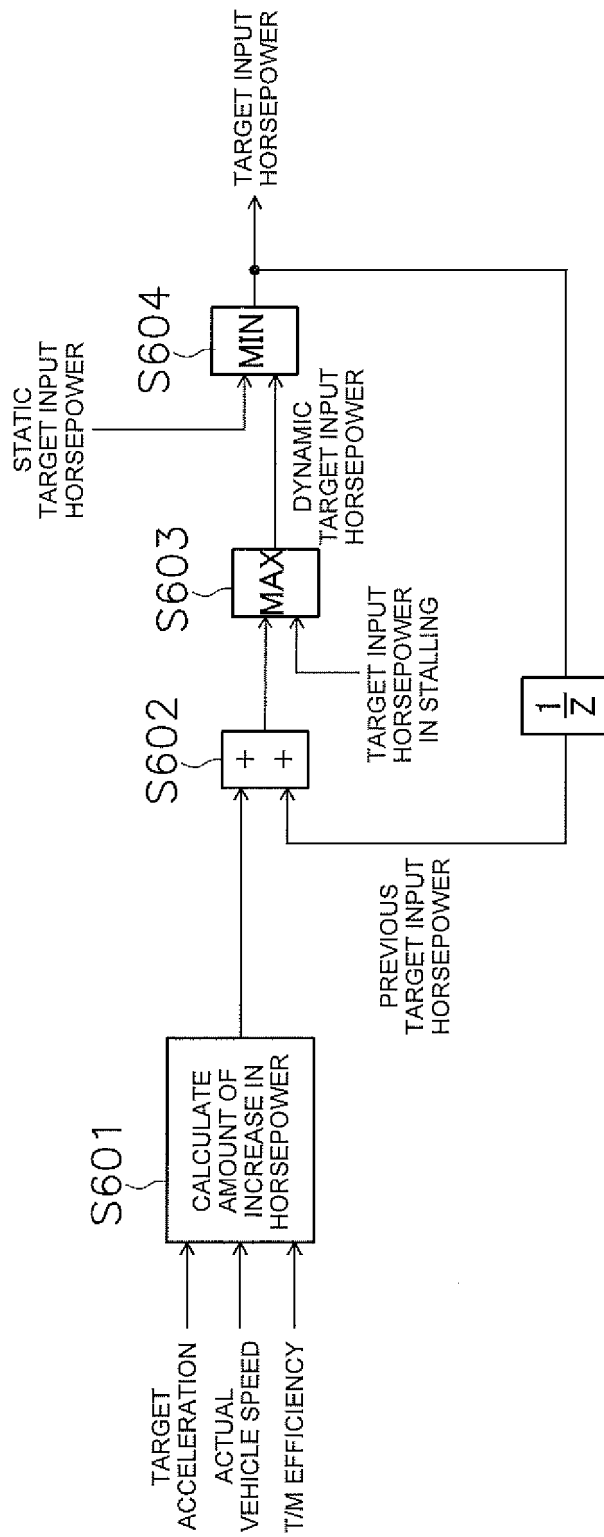 S601
TARGET
ACCELERATION
ACTUAL
VEHICLE SPEED
T/M EFFICIENCY
CALCULATE
AMOUNT OF
INCREASE IN
HORSEPOWER
S602
+
+
PREVIOUS
TARGET INPUT
HORSEPOWER
S603
MAX
TARGET INPUT
HORSEPOWER
IN STALLING
DYNAMIC
TARGET INPUT
HORSEPOWER
STATIC
TARGET INPUT
HORSEPOWER
S604
MIN
TARGET INPUT
HORSEPOWER
1
Z